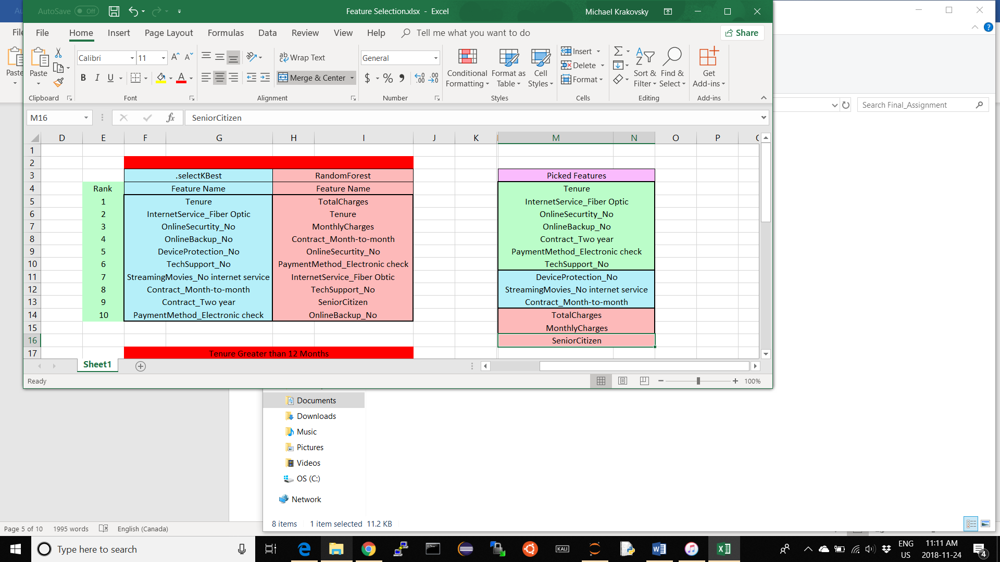 AutoSave Off
Feature Selection.xlsx - Excel
Michael Krakovsky
File Home Insert Page Layout Formulas Data Review View Help Tell me what you want to do Share
Paste
Clipboard
Calibri 11
B I U A
Font
Wrap Text
Merge & Center
Alignment
General
$ % , .00 .00
Number
Conditional Formatting Format as Table Cell Styles
Styles
Insert
Delete
Format
Cells
Sort & Filter Find & Select
Editing
Get Add-ins
Add-ins
Paste
Search Final_Assignment
M16 fx SeniorCitizen
D E F G H I J K M N O P
1
2
3 .selectKBest RandomForest Picked Features
4 Rank Feature Name Feature Name Tenure
5 1 Tenure TotalCharges InternetService_Fiber Optic
6 2 InternetService_Fiber Optic Tenure OnlineSecurtity_No
7 3 OnlineSecurtity_No MonthlyCharges OnlineBackup_No
8 4 OnlineBackup_No Contract_Month-to-month Contract_Two year
9 5 DeviceProtection_No OnlineSecurtity_No PaymentMethod_Electronic check
10 6 TechSupport_No PaymentMethod_Electronic check TechSupport_No
11 7 StreamingMovies_No internet service InternetService_Fiber Obtic DeviceProtection_No
12 8 Contract_Month-to-month TechSupport_No StreamingMovies_No internet service
13 9 Contract_Two year SeniorCitizen Contract_Month-to-month
14 10 PaymentMethod_Electronic check OnlineBackup_No TotalCharges
15 MonthlyCharges
16 SeniorCitizen
17 Tenure Greater than 12 Months
Sheet1
Ready
100%
Documents
Downloads
Music
Pictures
Videos
OS (C:)
Network
8 items 1 item selected 11.2 KB
Page 5 of 10 1995 words English (Canada)
Type here to search
KALI
ENG
US
11:11 AM
2018-11-24
4